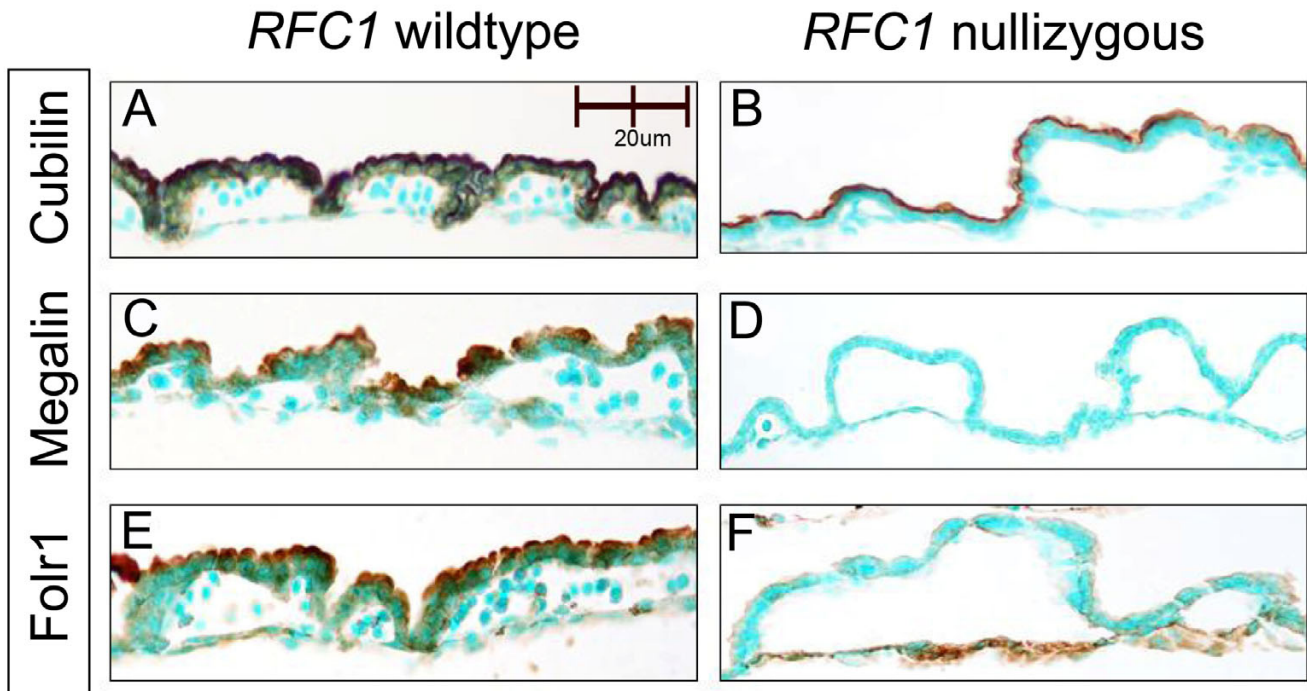 RFC1 wildtype
RFC1 nullizygous
Cubilin
A
20um
B
Megalin
C
D
Folr1
E
F